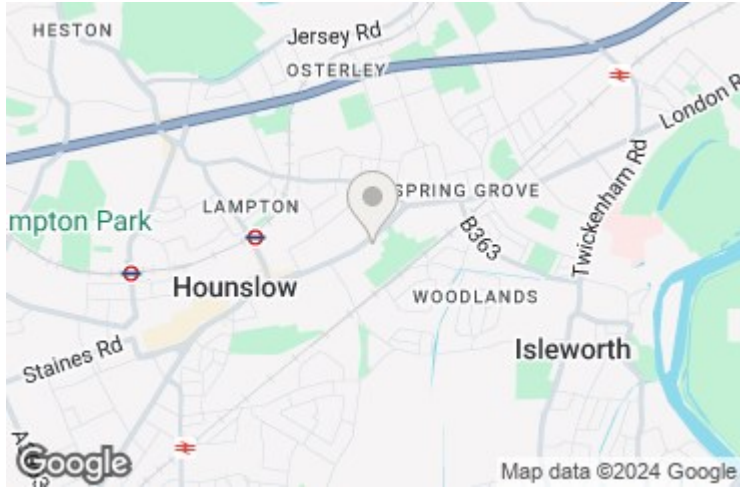 HESTON
Jersey Rd
OSTERLEY
London R
SPRING GROVE
Twickenham Rd
LAMPTON
mpton Park
B363
Hounslow
WOODLANDS
Isleworth
Staines Rd
Google
Map data ©2024 Google